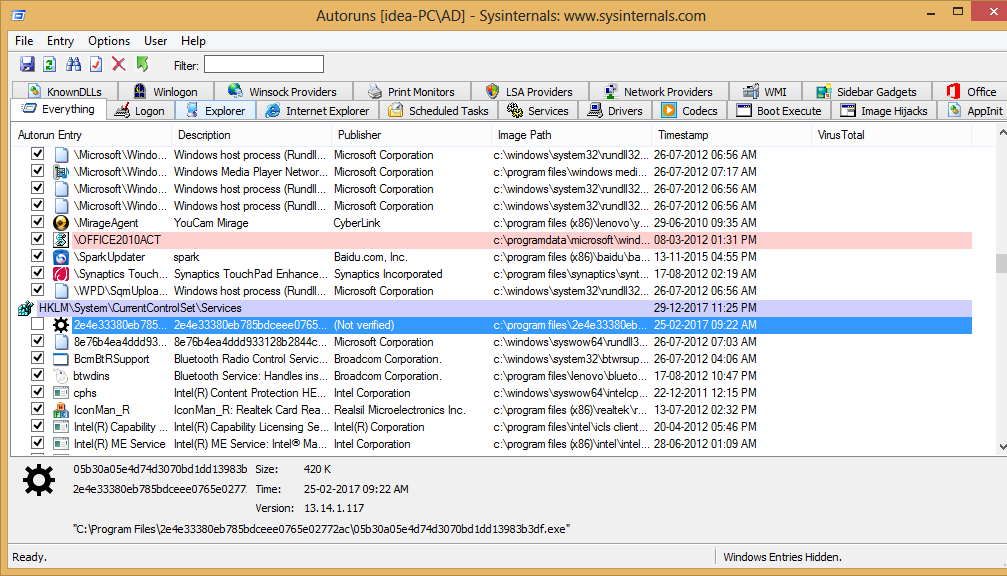 Autoruns [idea-PC\AD] - Sysinternals: www.sysinternals.com
File Entry Options User Help
Filter:
KnownDLLs Winlogon Winsock Providers Print Monitors LSA Providers Network Providers WMI Sidebar Gadgets Office
Everything Logon Explorer Internet Explorer Scheduled Tasks Services Drivers Codecs Boot Execute Image Hijacks AppInit
Autorun Entry Description Publisher Image Path Timestamp VirusTotal
\Microsoft\Windo... Windows host process (Rundll... Microsoft Corporation c:\windows\system32\rundll32... 26-07-2012 06:56 AM
\Microsoft\Windo... Windows Media Player Networ... Microsoft Corporation c:\program files\windows medi... 26-07-2012 07:17 AM
\Microsoft\Windo... Windows host process (Rundll... Microsoft Corporation c:\windows\system32\rundll32... 26-07-2012 06:56 AM
\Microsoft\Windo... Windows host process (Rundll... Microsoft Corporation c:\windows\system32\rundll32... 26-07-2012 06:56 AM
\MirageAgent YouCam Mirage CyberLink c:\program files (x86)\lenovo\y... 29-06-2010 09:35 AM
\OFFICE2010ACT c:\programdata\microsoft\wind... 08-03-2012 01:31 PM
\SparkUpdater spark Baidu.com, Inc. c:\program files (x86)\baidu\ba... 13-11-2015 04:55 PM
\Synaptics Touch... Synaptics TouchPad Enhance... Synaptics Incorporated c:\program files\synaptics\synt... 17-08-2012 02:19 AM
\WPD\SqmUploa... Windows host process (Rundll... Microsoft Corporation c:\windows\system32\rundll32... 26-07-2012 06:56 AM
HKLM\System\CurrentControlSet\Services 29-12-2017 11:25 PM
2e4e33380eb785... 2e4e33380eb785bdceee0765... (Not verified) c:\program files\2e4e33380eb... 25-02-2017 09:22 AM
8e76b4ea4ddd93... 8e76b4ea4ddd933128b2844c... Microsoft Corporation c:\windows\syswow64\rundll3... 26-07-2012 07:03 AM
BcmBtRSupport Bluetooth Radio Control Servic... Broadcom Corporation. c:\windows\system32\btwrsup... 26-07-2012 04:06 AM
btwdins Bluetooth Service: Handles ins... Broadcom Corporation. c:\program files\lenovo\blueto... 17-08-2012 10:47 PM
cphs Intel(R) Content Protection HE... Intel Corporation c:\windows\syswow64\intelcp... 22-12-2011 12:15 PM
IconMan_R IconMan_R: Realtek Card Rea... Realsil Microelectronics Inc. c:\program files (x86)\realtek\r... 13-07-2012 02:32 PM
Intel(R) Capability... Intel(R) Capability Licensing Se... Intel Corporation c:\program files\intel\icls client... 20-04-2012 05:46 PM
Intel(R) ME Service Intel(R) ME Service: Intel® Ma... Intel Corporation c:\program files (x86)\intel\intel... 28-06-2012 01:09 AM
05b30a05e4d74d3070bd1dd13983b Size: 420 K
2e4e33380eb785bdceee0765e0277: Time: 25-02-2017 09:22 AM
Version: 13.14.1.117
"C:\Program Files\2e4e33380eb785bdceee0765e02772ac\05b30a05e4d74d3070bd1dd13983b3df.exe"
Ready. Windows Entries Hidden.